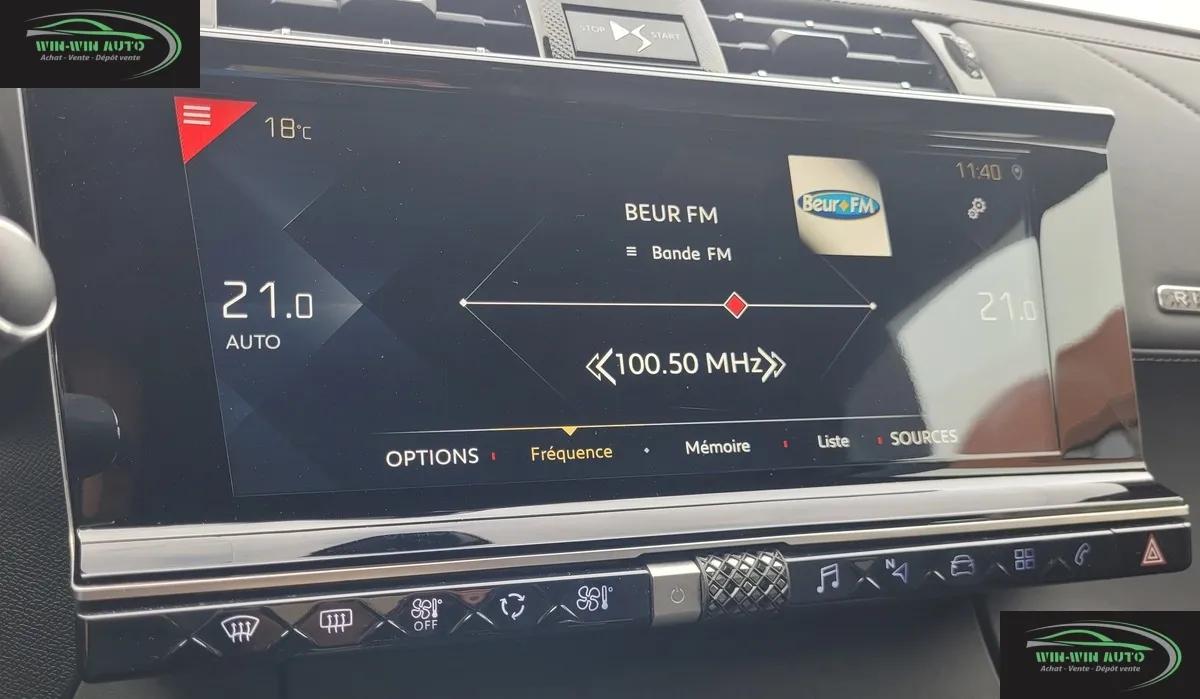 WIN-WIN AUTO
Achat - Vente - Dépôt vente
STOP DS START
18°C
11:40
BEUR FM
Beur FM
Bande FM
21.0
AUTO
21.0
100.50 MHz
OPTIONS
Fréquence
Mémoire
Liste
SOURCES
OFF
N
WIN-WIN AUTO
Achat - Vente - Dépôt vente